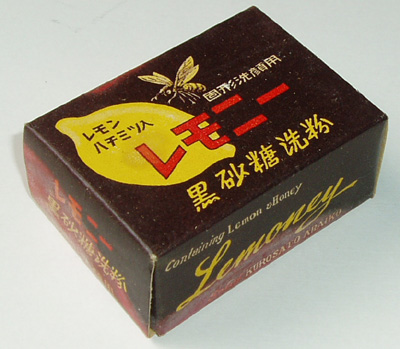 固形洗顔用
レモン
ハチミツ入
レモニー
黒砂糖洗粉
レモニー
黒砂糖洗粉
Containing Lemon & Honey
Lemoney
KUROSATO ARAIKO